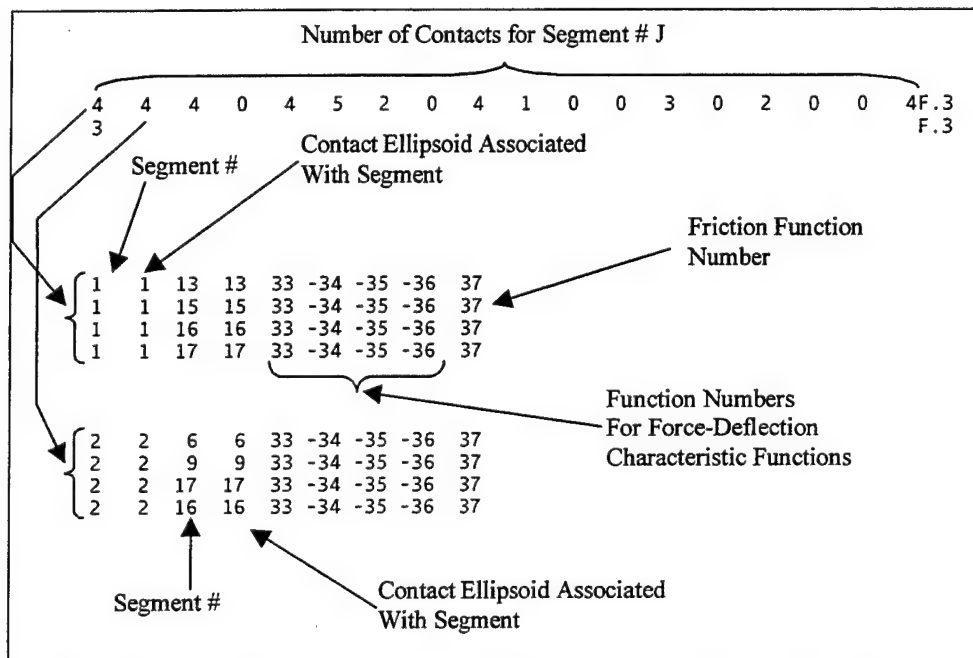 Number of Contacts for Segment # J
4 4 4 0 4 5 2 0 4 1 0 0 3 0 2 0 0 4F.3
3 F.3
Contact Ellipsoid Associated
With Segment
Segment #
Friction Function
Number
1 1 13 13 33 -34 -35 -36 37
1 1 15 15 33 -34 -35 -36 37
1 1 16 16 33 -34 -35 -36 37
1 1 17 17 33 -34 -35 -36 37
Function Numbers
For Force-Deflection
Characteristic Functions
2 2 6 6 33 -34 -35 -36 37
2 2 9 9 33 -34 -35 -36 37
2 2 17 17 33 -34 -35 -36 37
2 2 16 16 33 -34 -35 -36 37
Segment #
Contact Ellipsoid Associated
With Segment